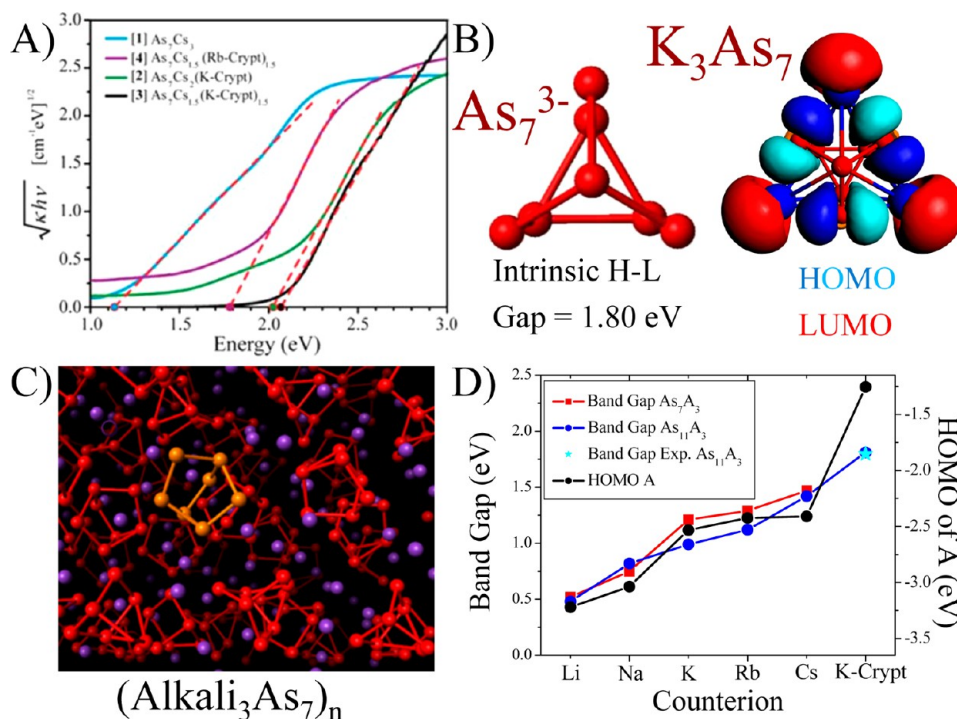 A)
[1] As₇Cs₃
[4] As₇Cs₁.₅(Rb-Crypt)₁.₅
[2] As₇Cs₂(K-Crypt)
[3] As₇Cs₁.₅(K-Crypt)₁.₅
√κhν [cm⁻¹eV]¹ᐟ²
3.0
2.5
2.0
1.5
1.0
0.5
0.0
1.0 1.5 2.0 2.5 3.0
Energy (eV)
B)
As₇³⁻
Intrinsic H-L
Gap = 1.80 eV
K₃As₇
HOMO
LUMO
C)
(Alkali₃As₇)ₙ
D)
Band Gap As₇A₃
Band Gap As₁₁A₃
Band Gap Exp. As₁₁A₃
HOMO A
Band Gap (eV)
2.5
2.0
1.5
1.0
0.5
0.0
HOMO of A (eV)
-1.5
-2.0
-2.5
-3.0
-3.5
Li Na K Rb Cs K-Crypt
Counterion